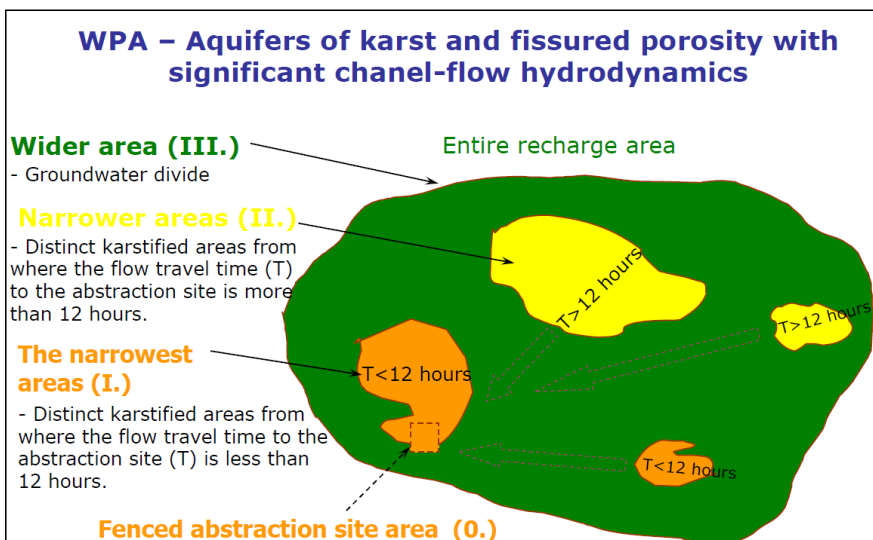 WPA – Aquifers of karst and fissured porosity with
significant chanel-flow hydrodynamics
Wider area (III.)
- Groundwater divide
Entire recharge area
Narrower areas (II.)
- Distinct karstified areas from
where the flow travel time (T)
to the abstraction site is more
than 12 hours.
T>12 hours
T>12 hours
The narrowest
areas (I.)
T<12 hours
- Distinct karstified areas from
where the flow travel time to the
abstraction site (T) is less than
12 hours.
T<12 hours
Fenced abstraction site area (0.)